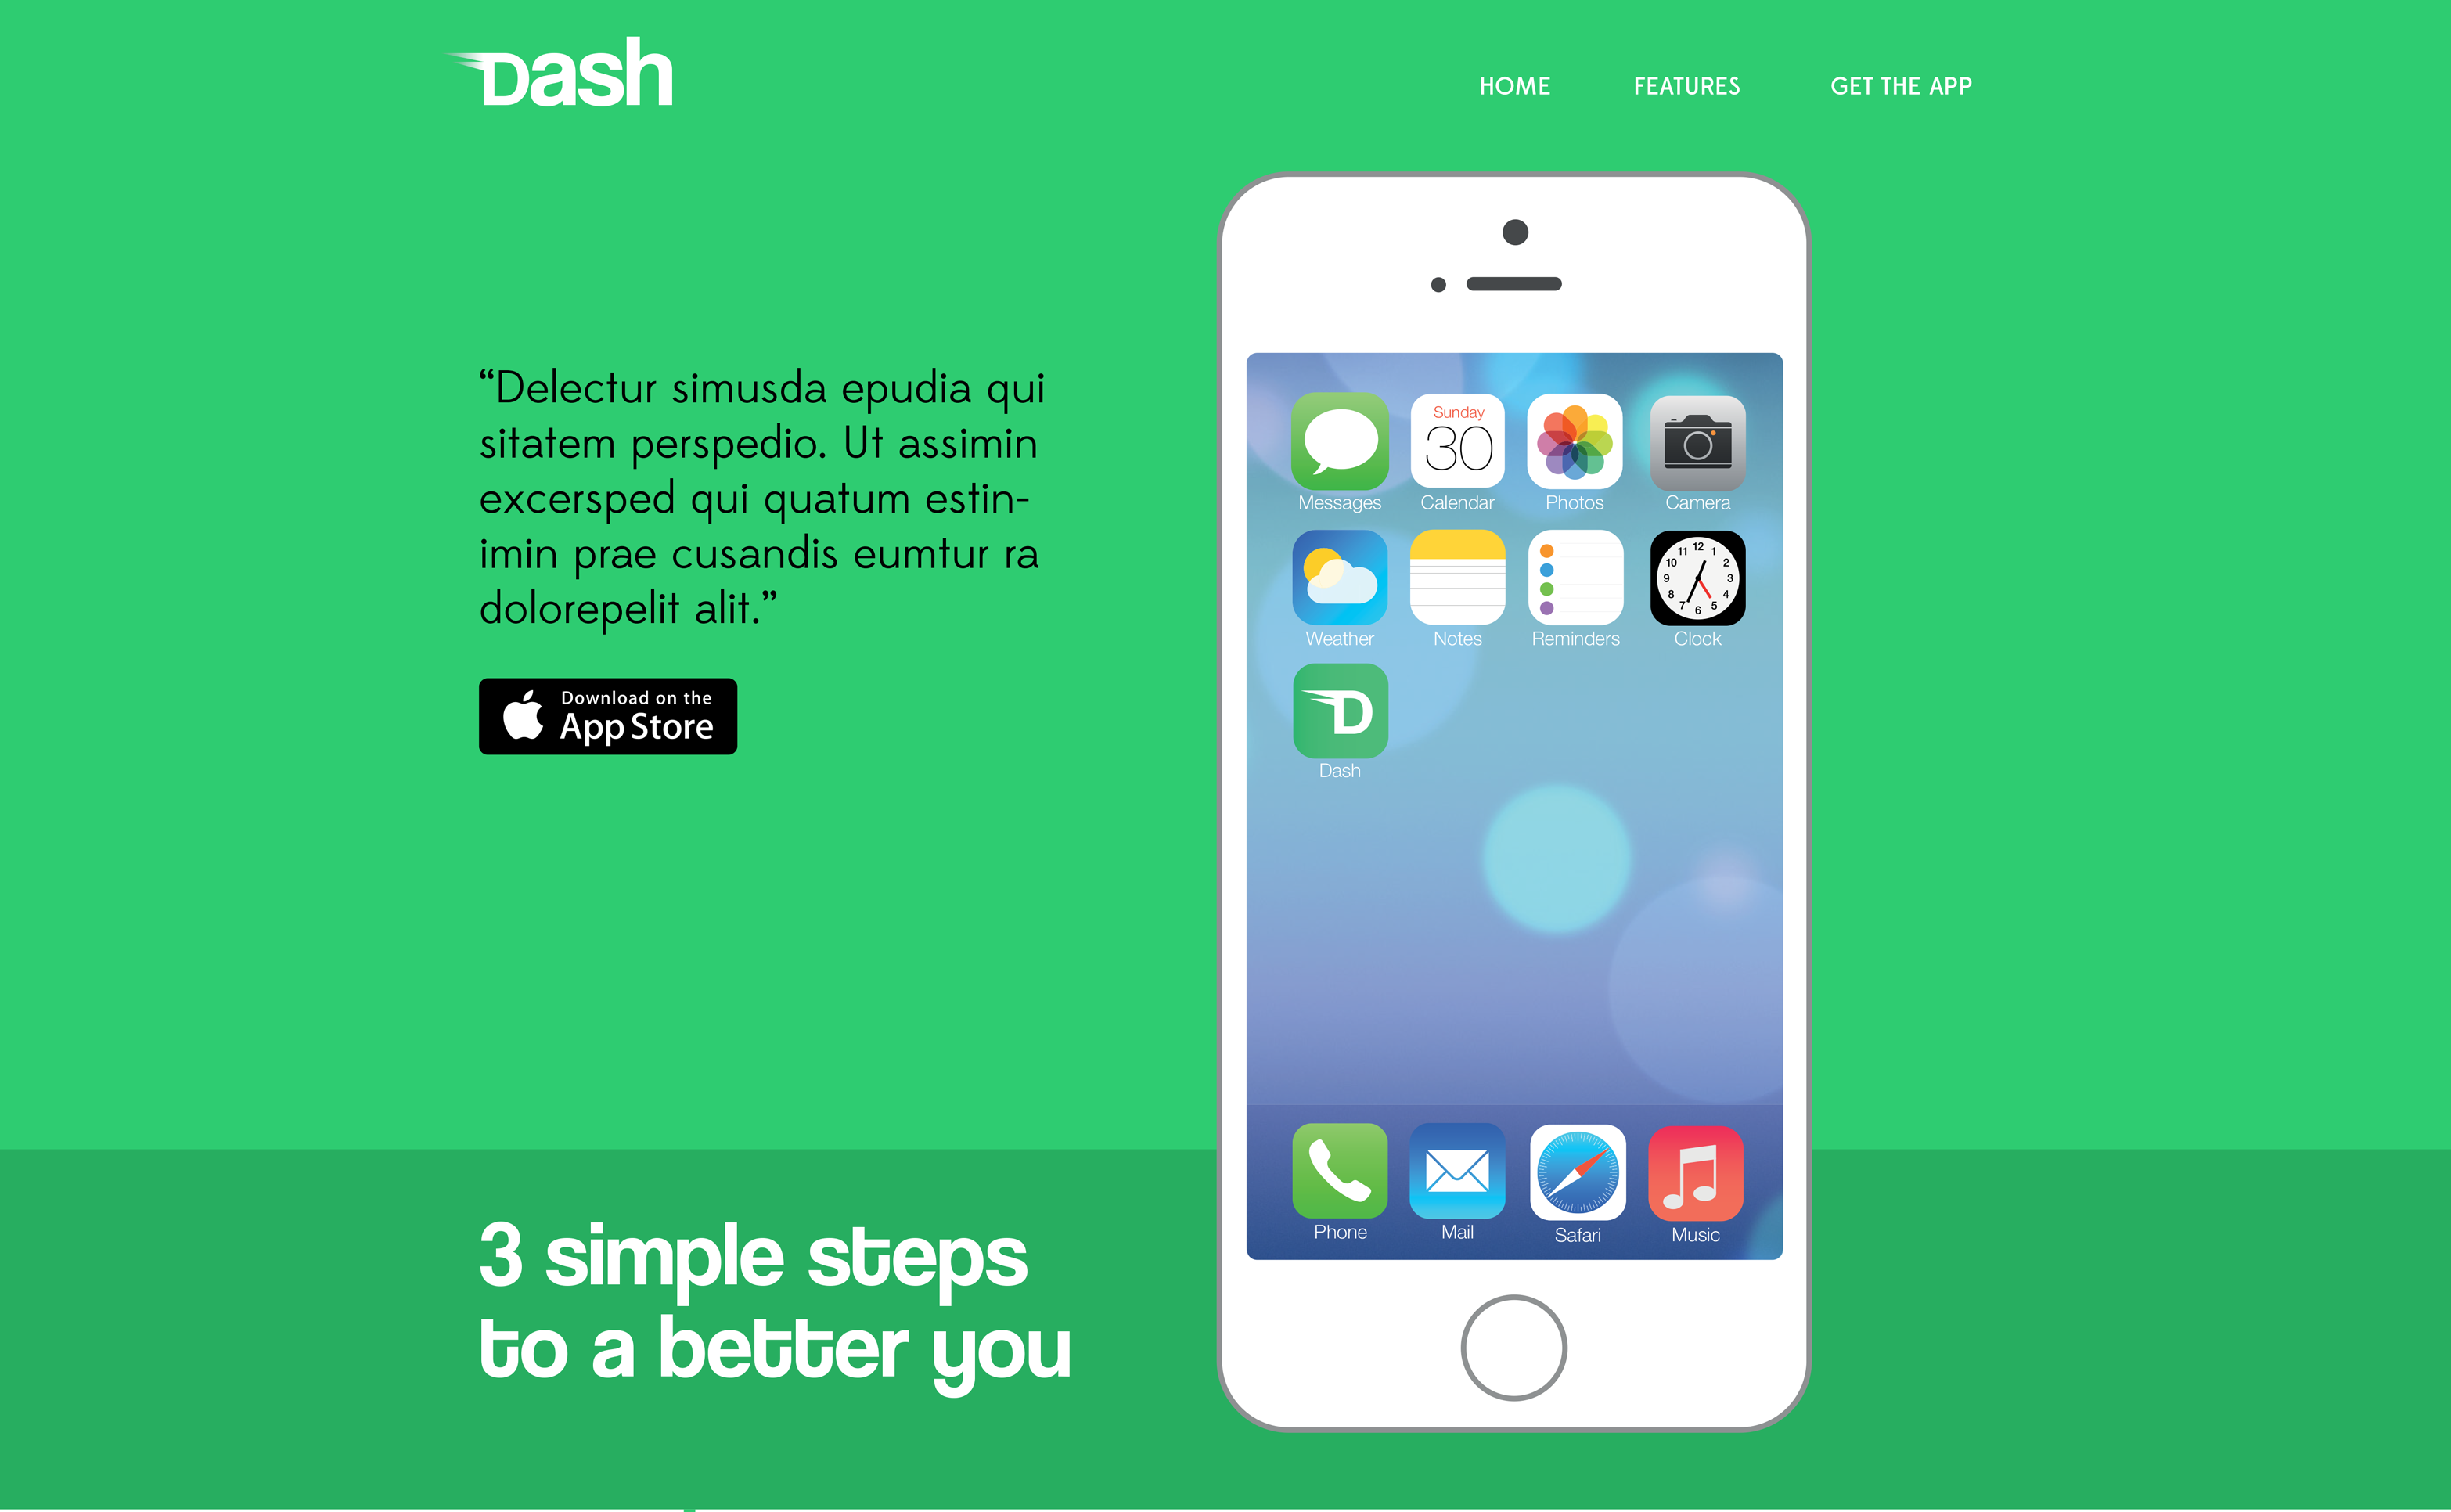 Dash
HOME FEATURES GET THE APP
“Delectur simusda epudia qui
sitatem perspedio. Ut assimin
excersped qui quatum estin-
imin prae cusandis eumtur ra
dolorepelit alit.”
Download on the
App Store
Sunday
30
Messages Calendar Photos Camera
11 12 1
10 2
9 3
8 4
7 6 5
Weather Notes Reminders Clock
D
Dash
Phone Mail Safari Music
3 simple steps
to a better you